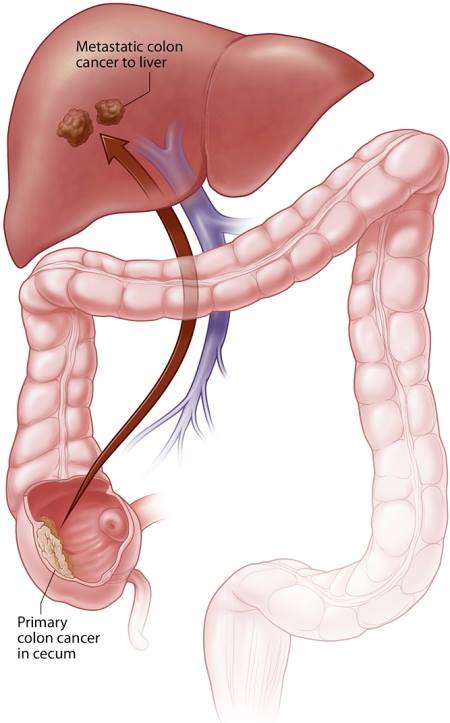 Metastatic colon
cancer to liver
Primary
colon cancer
in cecum